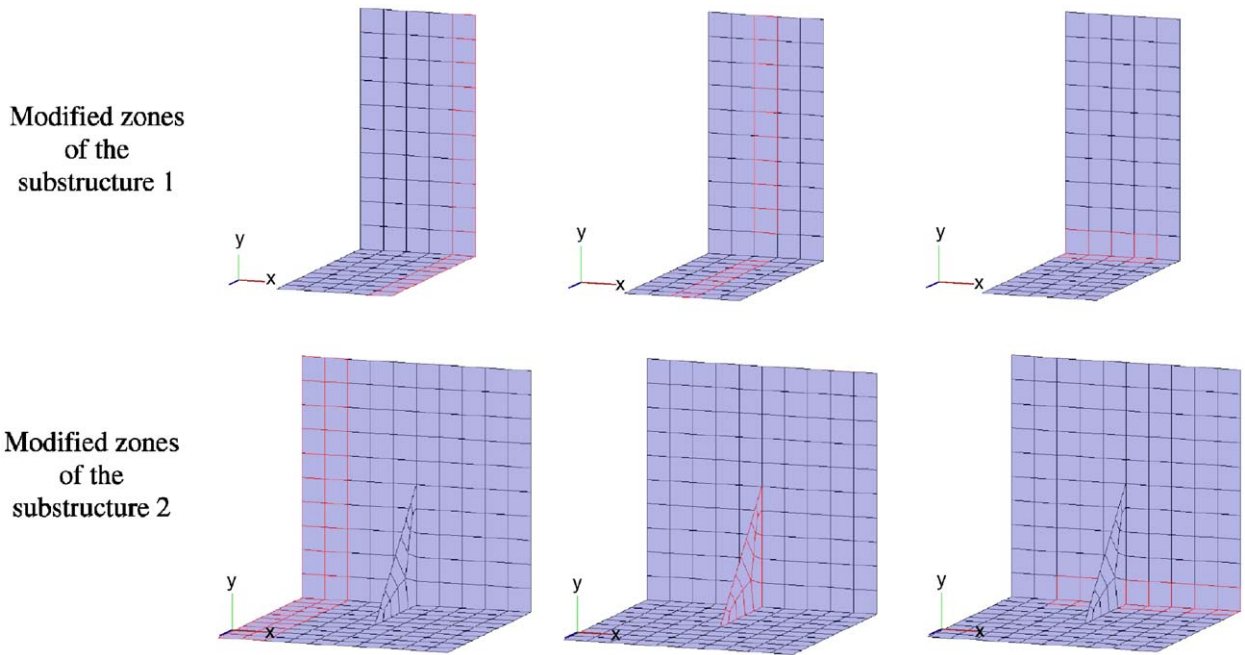 Modified zones
of the
substructure 1
y
x
y
x
y
x
Modified zones
of the
substructure 2
y
x
y
x
y
x